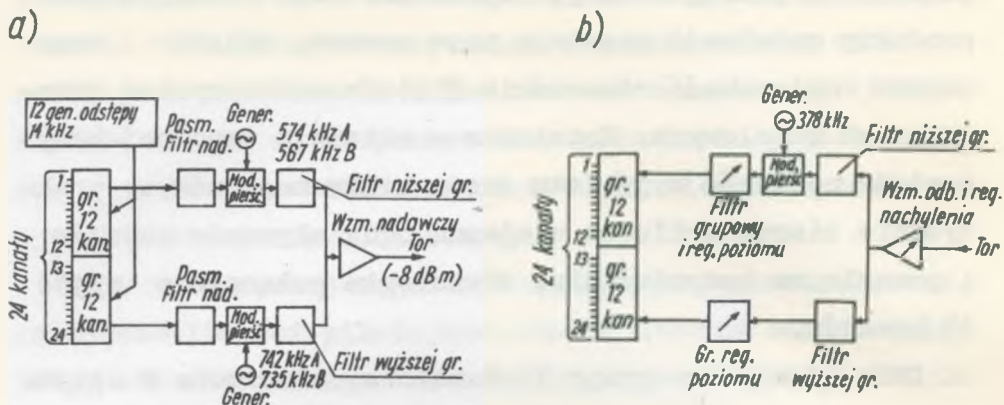 a)
12 gen. odstępy
14 kHz
Pasm.
Filtr nad.
Gener.
574 kHz A
567 kHz B
Mod.
pierśc.
Filtr niższej gr.
24 kanały
1
gr.
12
kan.
12
13
gr.
12
kan.
24
Wzm. nadawczy
Tor
(-8 dBm)
Pasm.
Filtr nad.
Mod.
pierśc.
Filtr wyższej gr.
742 kHz A
735 kHz B
Gener.
b)
Gener.
378 kHz
Filtr niższej gr.
Mod.
pierśc.
24 kanały
1
gr.
12
kan.
12
13
gr.
12
kan.
24
Filtr
grupowy
i reg. poziomu
Wzm. odb. i reg.
nachylenia
Tor
Gr. reg.
poziomu
Filtr
wyższej gr.